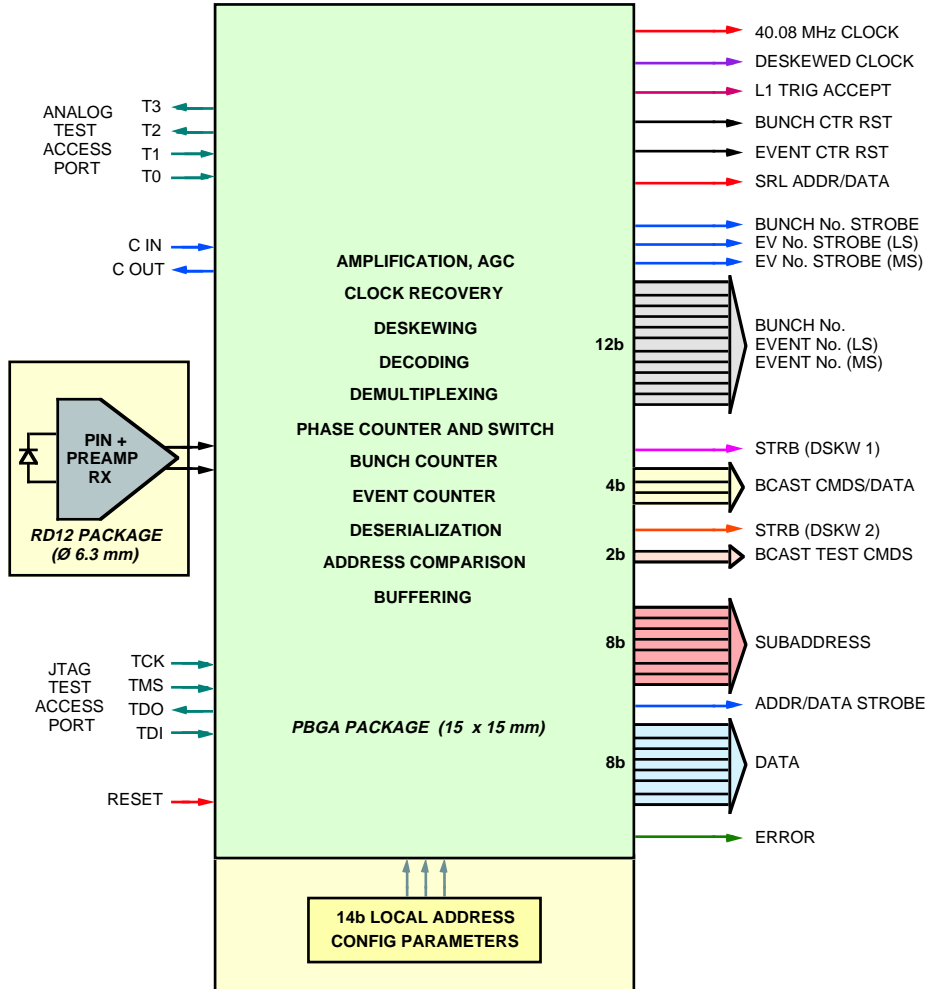 ANALOG
TEST
ACCESS
PORT
T3
T2
T1
T0
C IN
C OUT
PIN +
PREAMP
RX
RD12 PACKAGE
(Ø 6.3 mm)
JTAG
TEST
ACCESS
PORT
TCK
TMS
TDO
TDI
RESET
AMPLIFICATION, AGC
CLOCK RECOVERY
DESKEWING
DECODING
DEMULTIPLEXING
PHASE COUNTER AND SWITCH
BUNCH COUNTER
EVENT COUNTER
DESERIALIZATION
ADDRESS COMPARISON
BUFFERING
PBGA PACKAGE (15 x 15 mm)
12b
4b
2b
8b
8b
40.08 MHz CLOCK
DESKEWED CLOCK
L1 TRIG ACCEPT
BUNCH CTR RST
EVENT CTR RST
SRL ADDR/DATA
BUNCH No. STROBE
EV No. STROBE (LS)
EV No. STROBE (MS)
BUNCH No.
EVENT No. (LS)
EVENT No. (MS)
STRB (DSKW 1)
BCAST CMDS/DATA
STRB (DSKW 2)
BCAST TEST CMDS
SUBADDRESS
ADDR/DATA STROBE
DATA
ERROR
14b LOCAL ADDRESS
CONFIG PARAMETERS